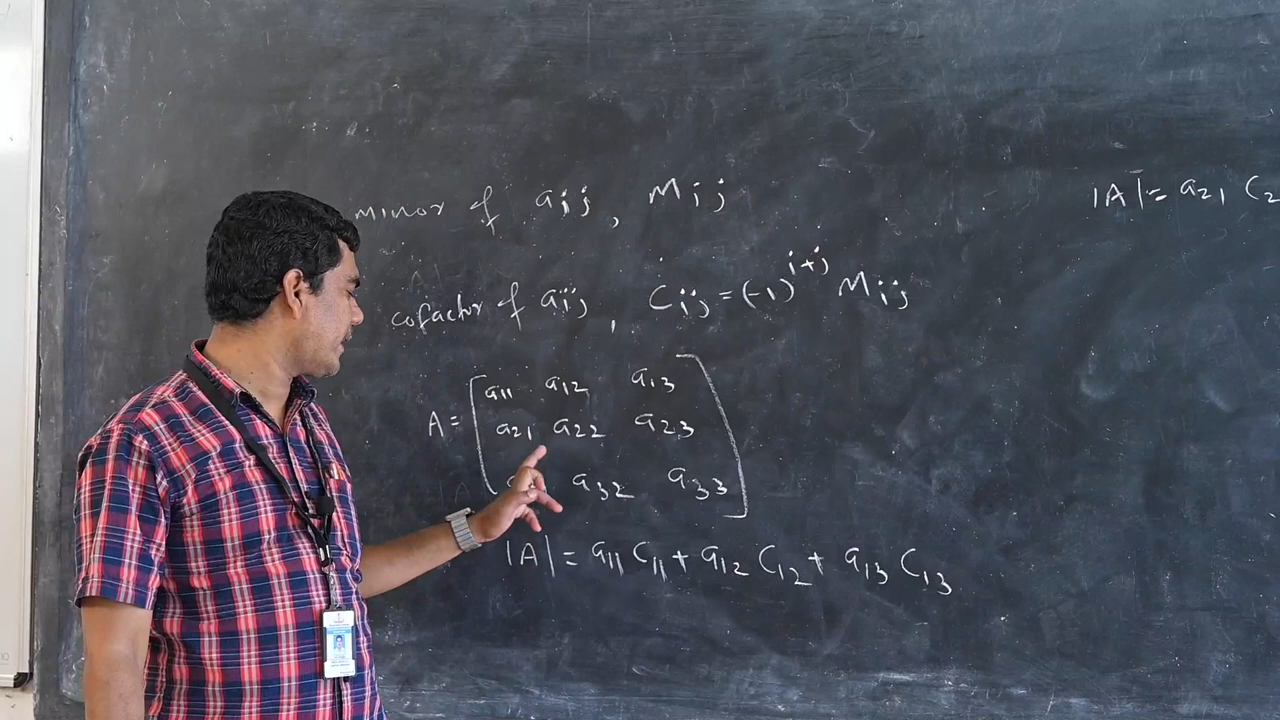 minor of aij, Mij
|A| = a21 C2
cofactor of aij, Cij = (-1)^i+j Mij
A = [a11 a12 a13
a21 a22 a23
a32 a33]
|A| = a11 C11 + a12 C12 + a13 C13